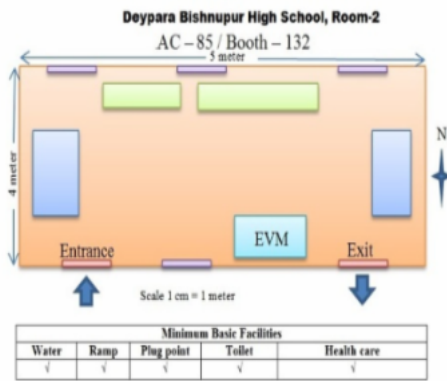 Deypara Bishnupur High School, Room-2
AC – 85 / Booth – 132
5 meter
4 meter
N
EVM
Entrance
Exit
Scale 1 cm = 1 meter
Minimum Basic Facilities
Water Ramp Plug point Toilet Health care
√ √ √ √ √